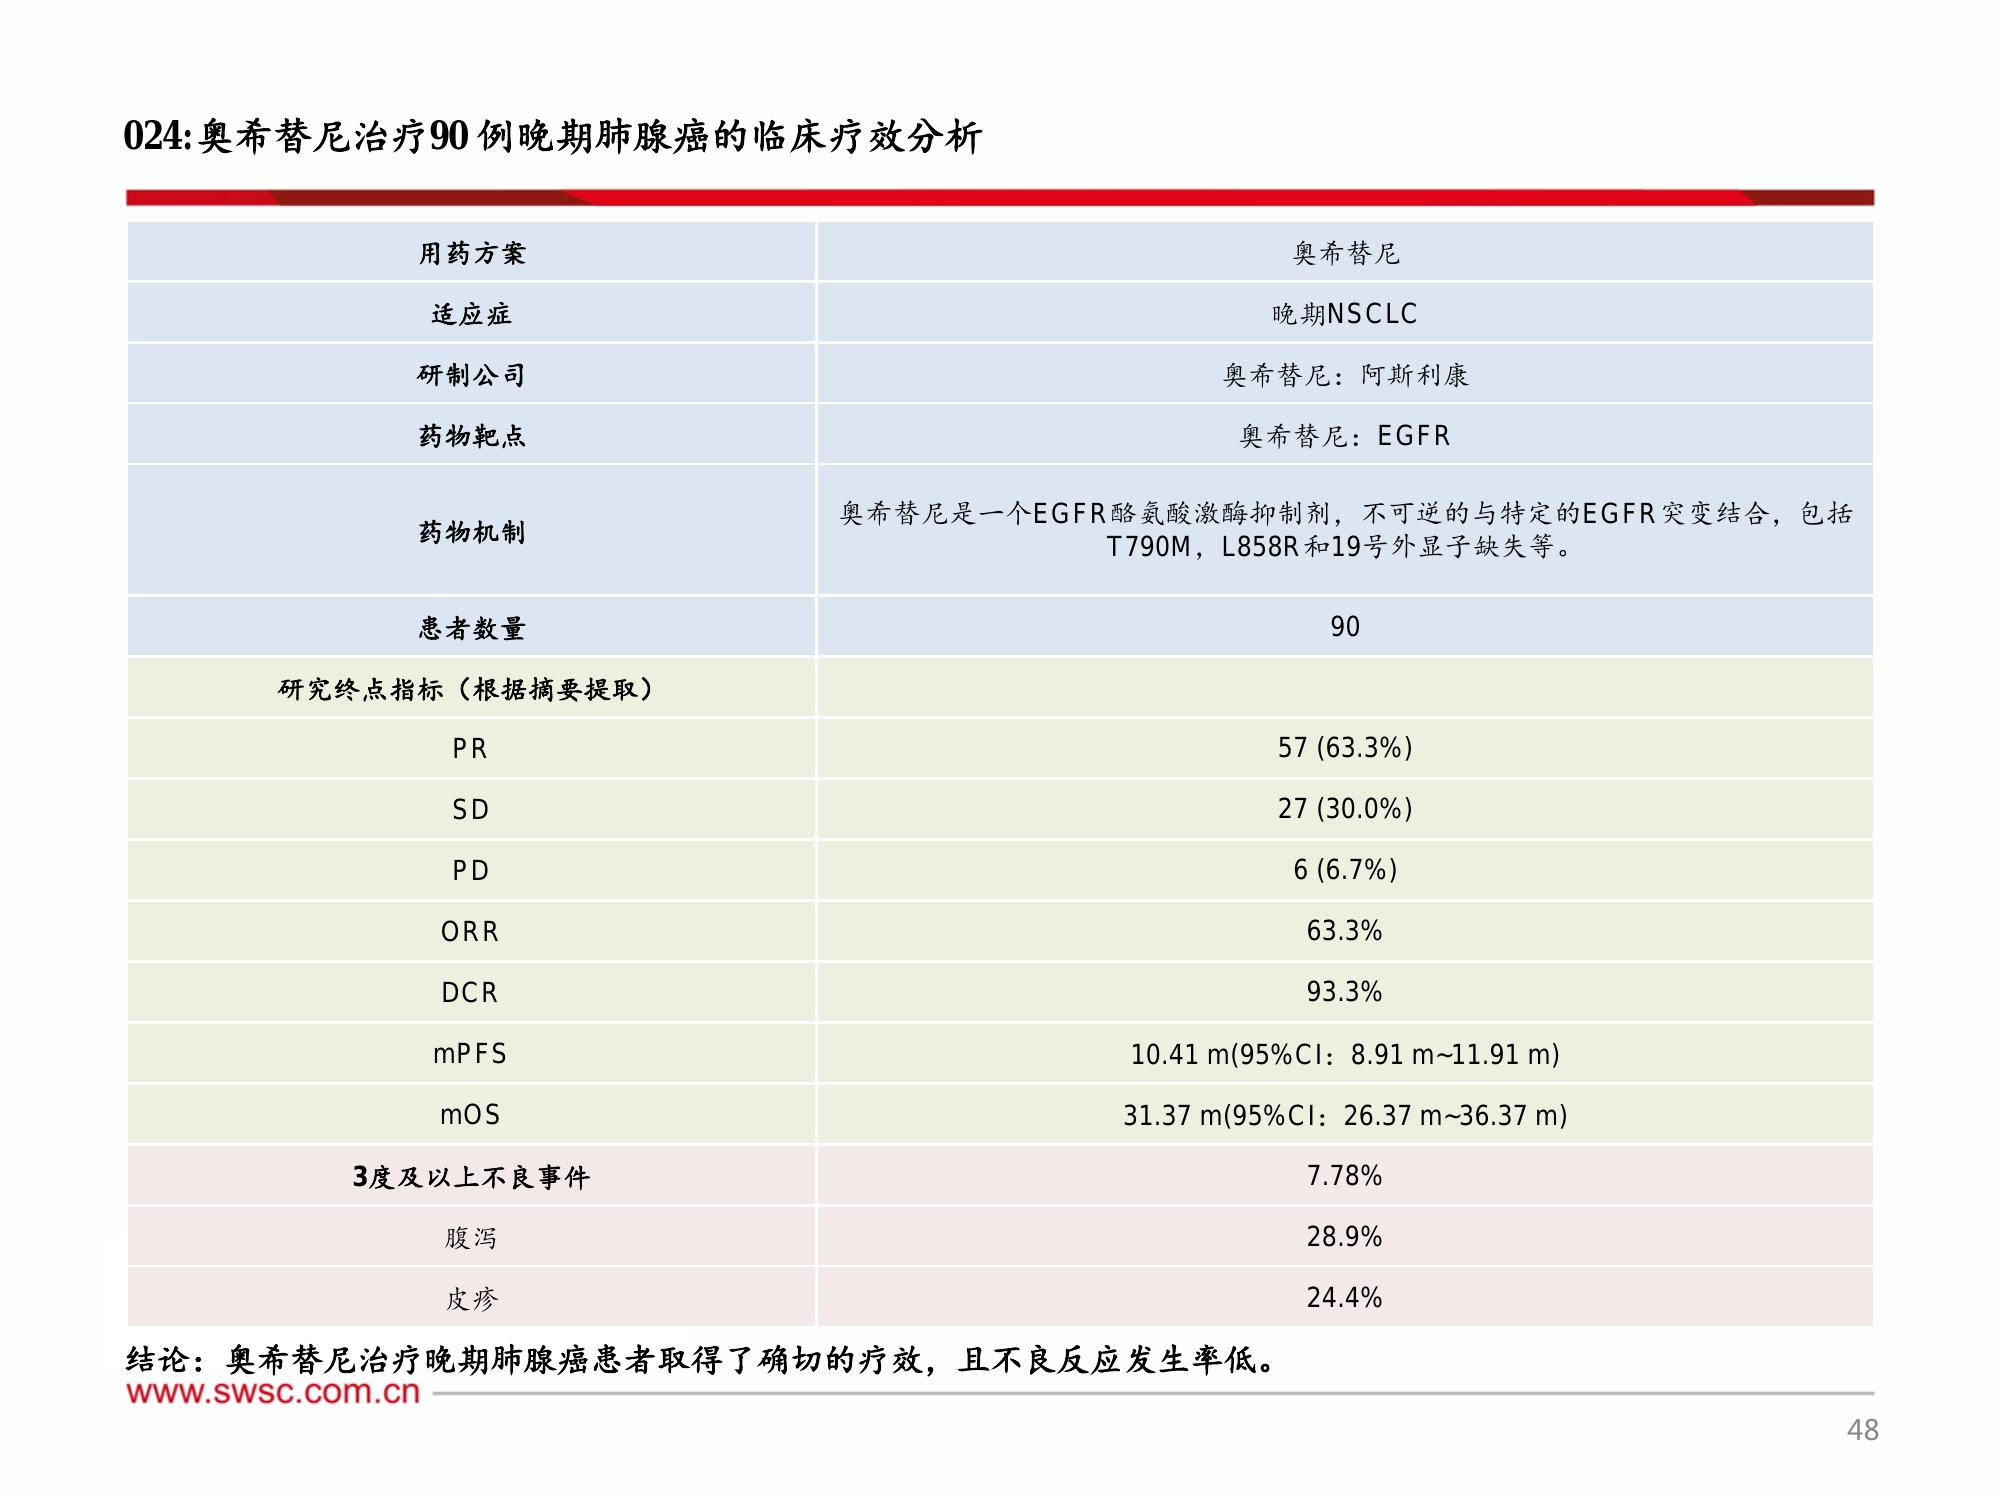 024:奥希替尼治疗90 例晚期肺腺癌的临床疗效分析
用药方案 奥希替尼
适应症 晚期NSCLC
研制公司 奥希替尼：阿斯利康
药物靶点 奥希替尼：EGFR
药物机制 奥希替尼是一个EGFR酪氨酸激酶抑制剂，不可逆的与特定的EGFR突变结合，包括
T790M，L858R和19号外显子缺失等。
患者数量 90
研究终点指标（根据摘要提取）
PR 57 (63.3%)
SD 27 (30.0%)
PD 6 (6.7%)
ORR 63.3%
DCR 93.3%
mPFS 10.41 m(95%CI：8.91 m~11.91 m)
mOS 31.37 m(95%CI：26.37 m~36.37 m)
3度及以上不良事件 7.78%
腹泻 28.9%
皮疹 24.4%
结论：奥希替尼治疗晚期肺腺癌患者取得了确切的疗效，且不良反应发生率低。
www.swsc.com.cn
48